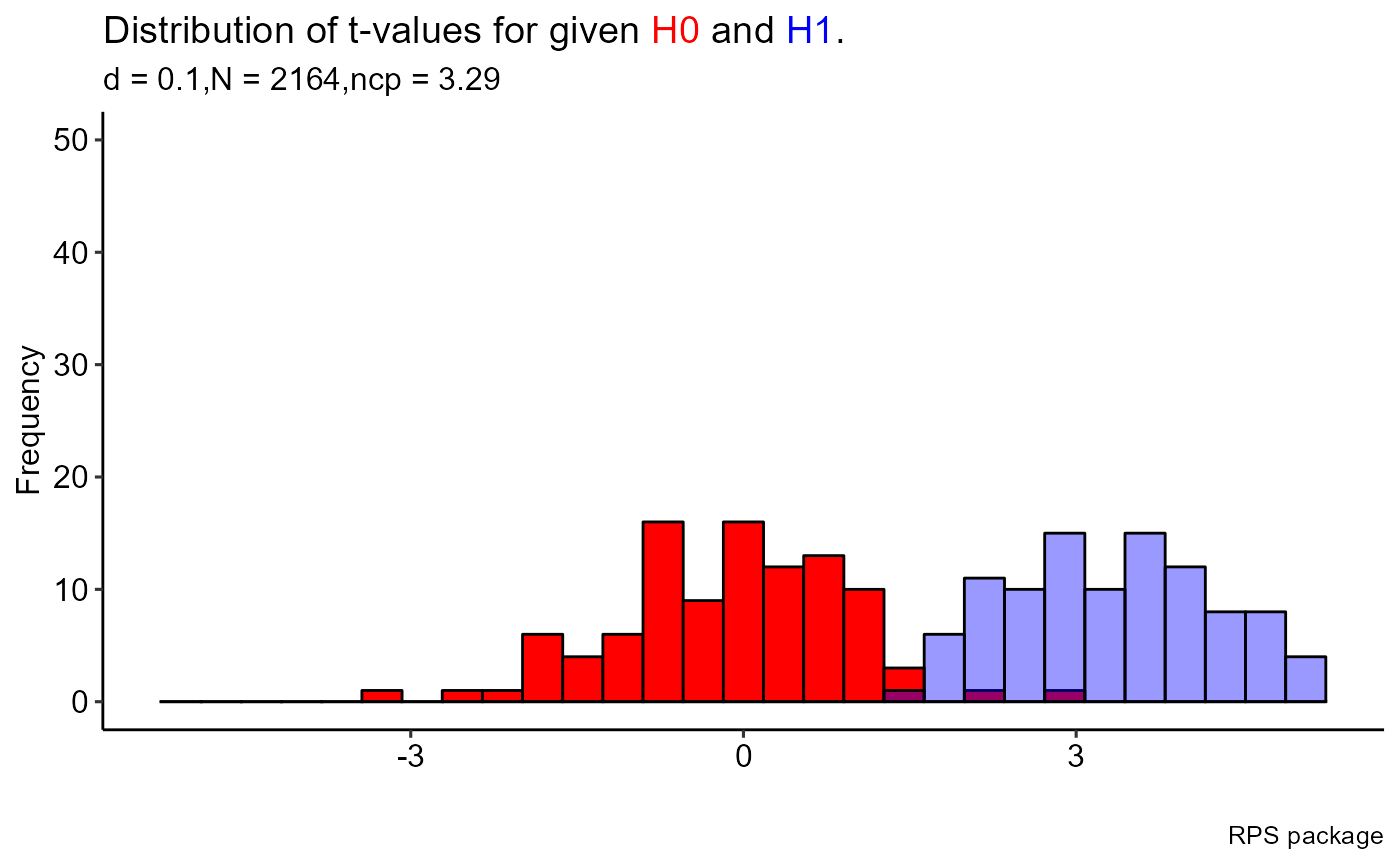 Distribution of t-values for given H0 and H1.
d = 0.1,N = 2164,ncp = 3.29
50
40
30
20
10
0
Frequency
-3 0 3
RPS package